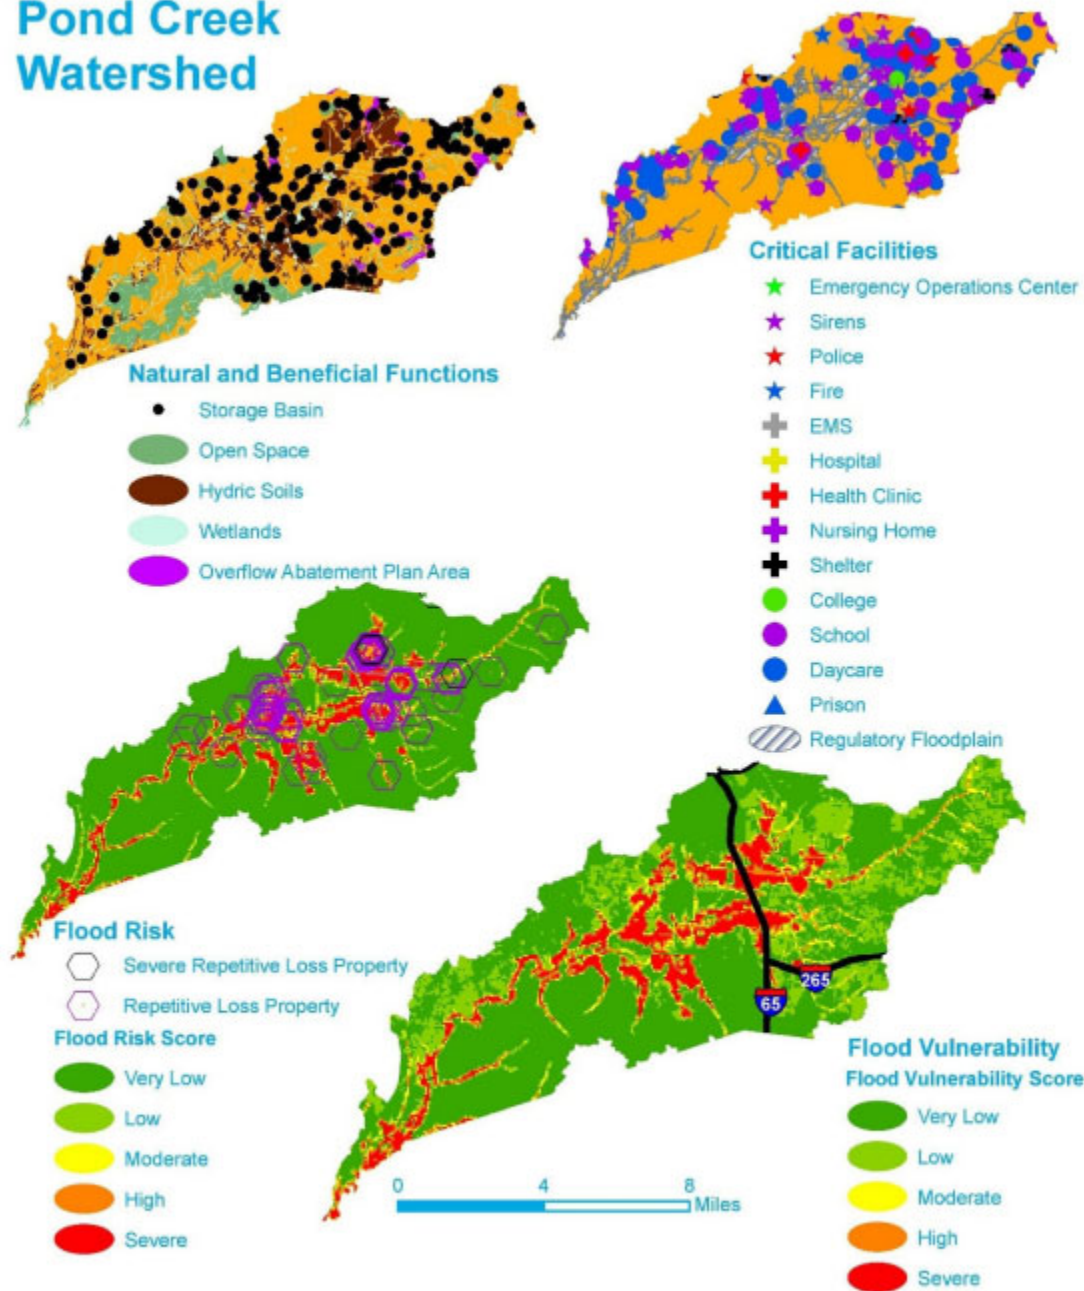 Pond Creek
Watershed
Natural and Beneficial Functions
Storage Basin
Open Space
Hydric Soils
Wetlands
Overflow Abatement Plan Area
Critical Facilities
Emergency Operations Center
Sirens
Police
Fire
EMS
Hospital
Health Clinic
Nursing Home
Shelter
College
School
Daycare
Prison
Regulatory Floodplain
Flood Risk
Severe Repetitive Loss Property
Repetitive Loss Property
Flood Risk Score
Very Low
Low
Moderate
High
Severe
265
65
0 4 8
Miles
Flood Vulnerability
Flood Vulnerability Score
Very Low
Low
Moderate
High
Severe